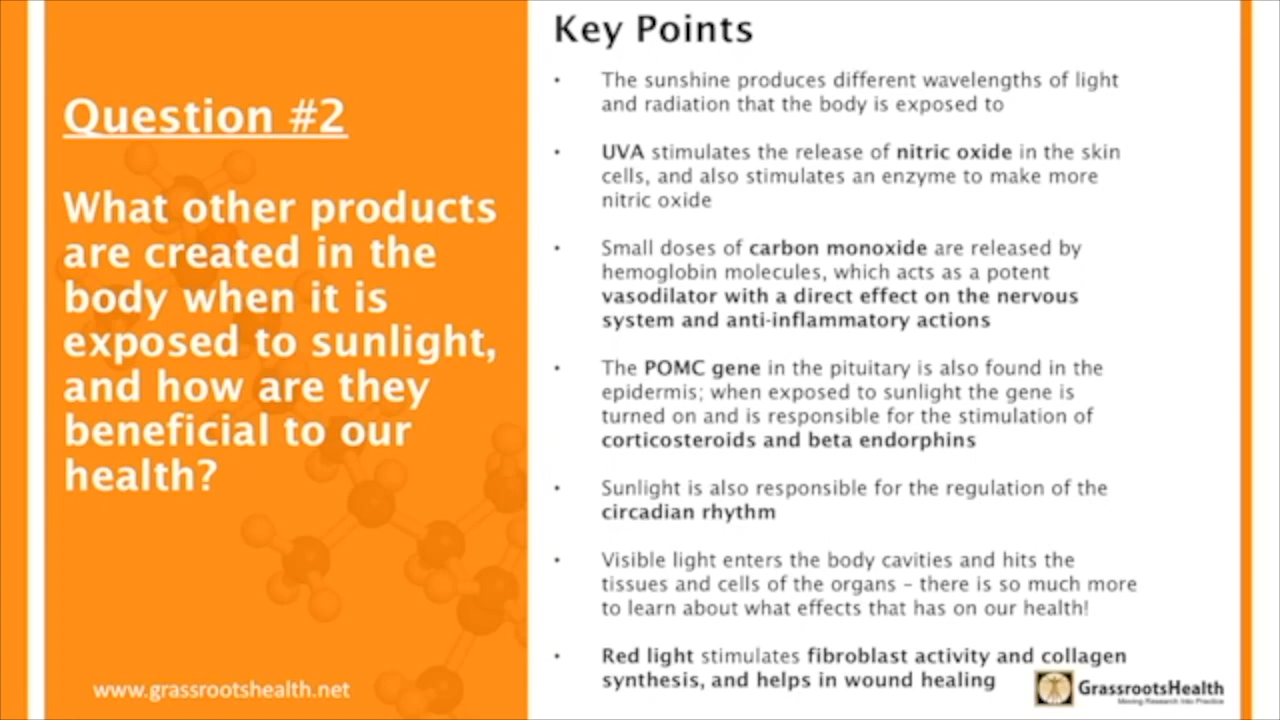 Question #2
What other products
are created in the
body when it is
exposed to sunlight,
and how are they
beneficial to our
health?
www.grassrootshealth.net
Key Points
• The sunshine produces different wavelengths of light
and radiation that the body is exposed to
• UVA stimulates the release of nitric oxide in the skin
cells, and also stimulates an enzyme to make more
nitric oxide
• Small doses of carbon monoxide are released by
hemoglobin molecules, which acts as a potent
vasodilator with a direct effect on the nervous
system and anti-inflammatory actions
• The POMC gene in the pituitary is also found in the
epidermis; when exposed to sunlight the gene is
turned on and is responsible for the stimulation of
corticosteroids and beta endorphins
• Sunlight is also responsible for the regulation of the
circadian rhythm
• Visible light enters the body cavities and hits the
tissues and cells of the organs – there is so much more
to learn about what effects that has on our health!
• Red light stimulates fibroblast activity and collagen
synthesis, and helps in wound healing
GrassrootsHealth
Moving Research Into Practice